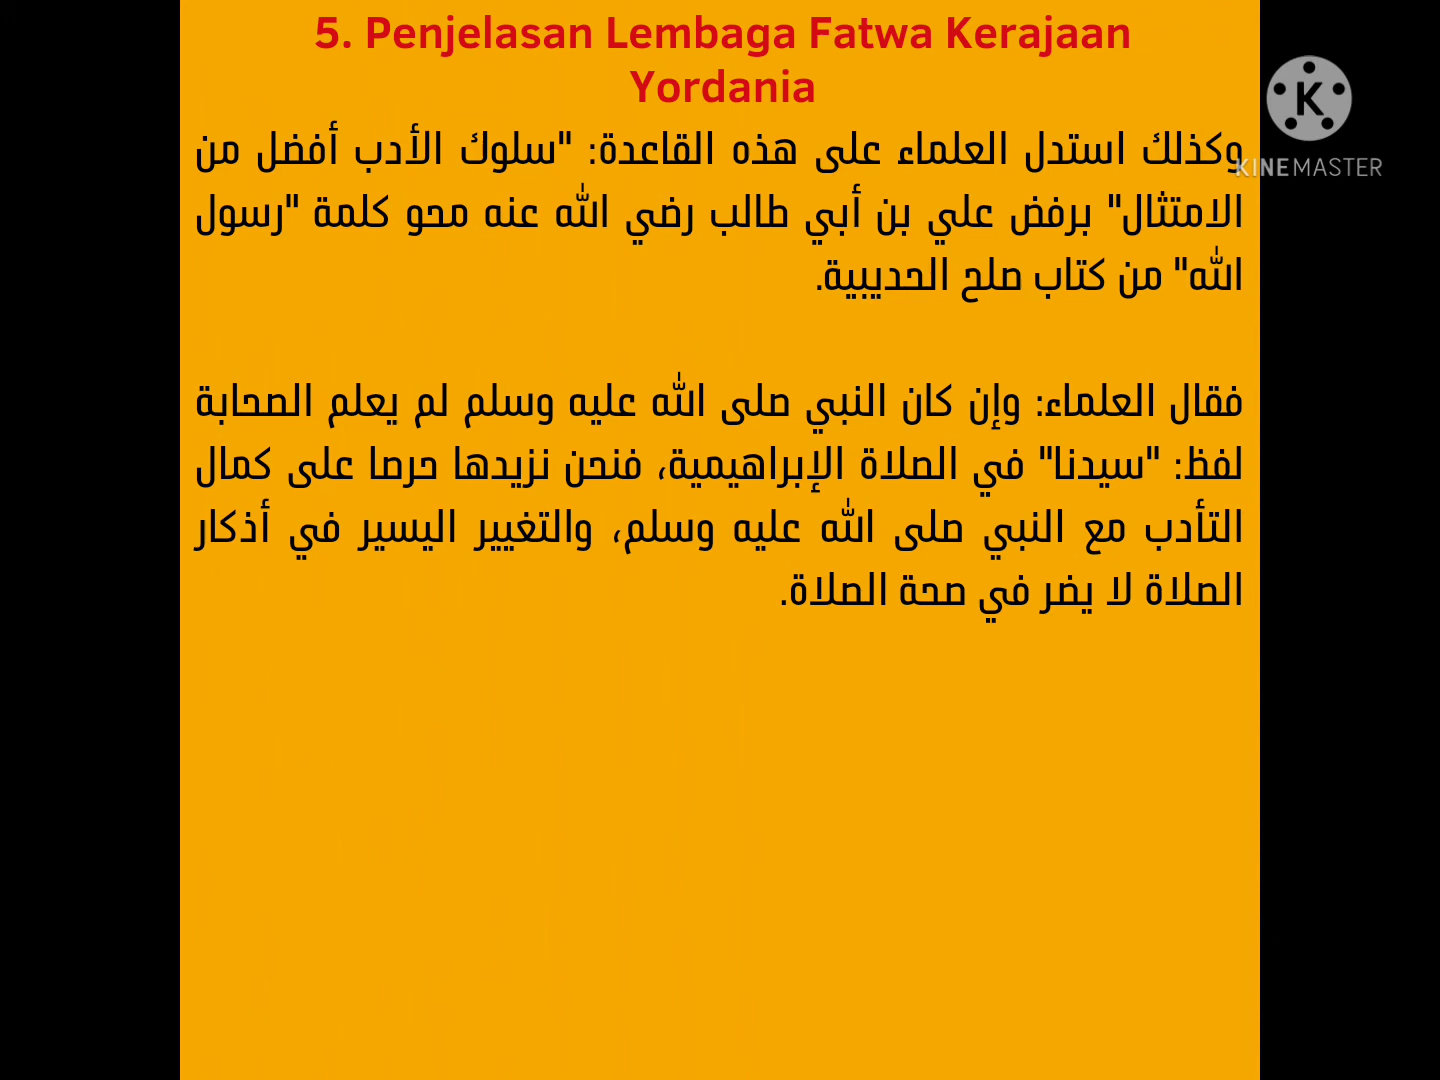 5. Penjelasan Lembaga Fatwa Kerajaan
Yordania
وكذلك استدل العلماء على هذه القاعدة: "سلوك الأدب أفضل من
الامتثال" برفض علي بن أبي طالب رضي الله عنه محو كلمة "رسول
الله" من كتاب صلح الحديبية.
فقال العلماء: وإن كان النبي صلى الله عليه وسلم لم يعلم الصحابة
لفظ: "سيدنا" في الصلاة الإبراهيمية، فنحن نزيدها حرصا على كمال
التأدب مع النبي صلى الله عليه وسلم، والتغيير اليسير في أذكار
الصلاة لا يضر في صحة الصلاة.
K
KINEMASTER